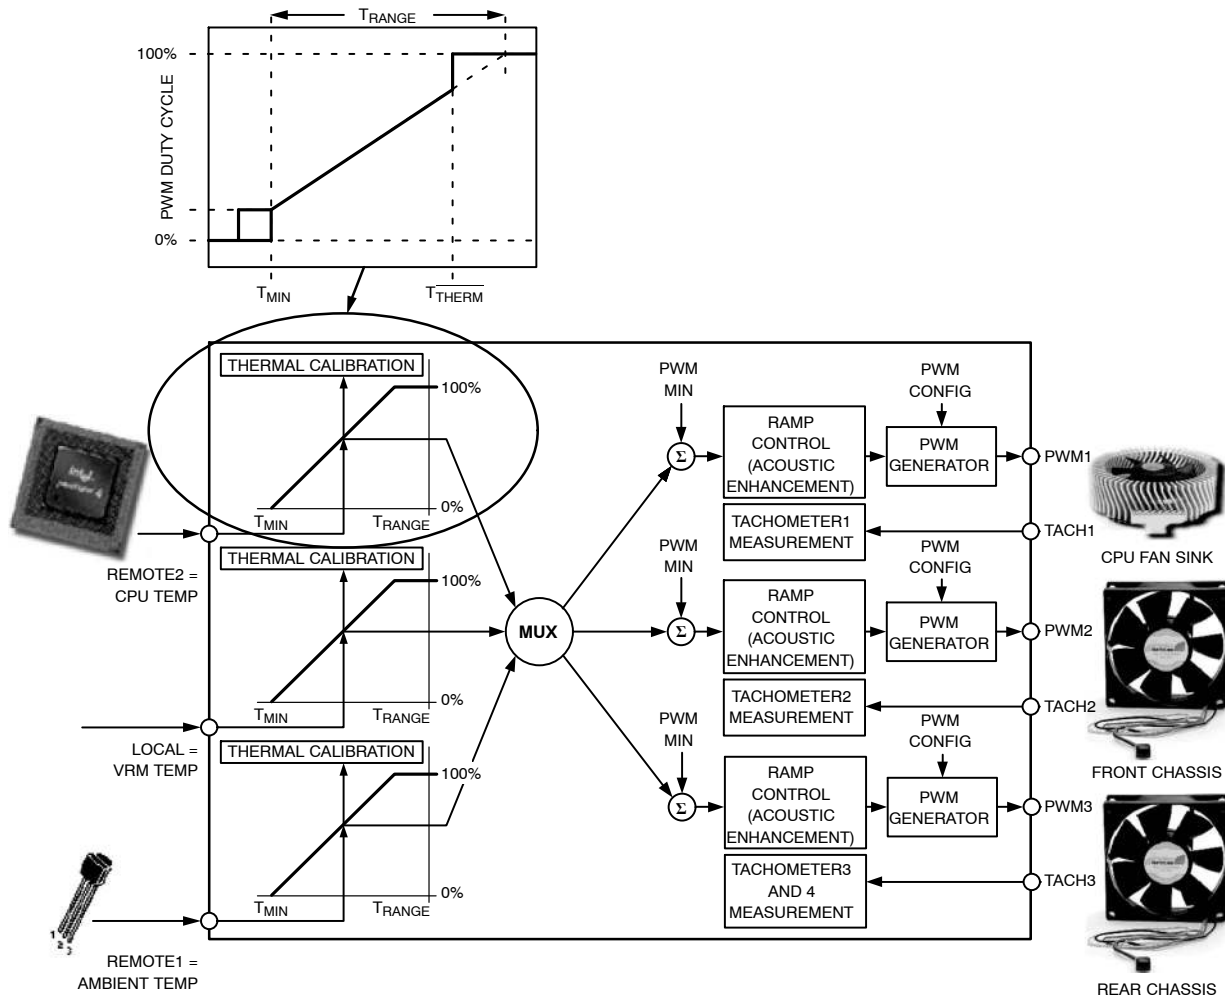 TRANGE
100%
PWM DUTY CYCLE
0%
TMIN
TTHERM
THERMAL CALIBRATION
100%
0%
TMIN
TRANGE
REMOTE2 =
CPU TEMP
THERMAL CALIBRATION
100%
0%
TMIN
TRANGE
LOCAL =
VRM TEMP
THERMAL CALIBRATION
100%
0%
TMIN
TRANGE
REMOTE1 =
AMBIENT TEMP
1
2
3
intel
MUX
PWM
MIN
Σ
RAMP
CONTROL
(ACOUSTIC
ENHANCEMENT)
PWM
CONFIG
PWM
GENERATOR
PWM1
TACHOMETER1
MEASUREMENT
TACH1
CPU FAN SINK
PWM
MIN
Σ
RAMP
CONTROL
(ACOUSTIC
ENHANCEMENT)
PWM
CONFIG
PWM
GENERATOR
PWM2
TACHOMETER2
MEASUREMENT
TACH2
FRONT CHASSIS
PWM
MIN
Σ
RAMP
CONTROL
(ACOUSTIC
ENHANCEMENT)
PWM
CONFIG
PWM
GENERATOR
PWM3
TACHOMETER3
AND 4
MEASUREMENT
TACH3
REAR CHASSIS